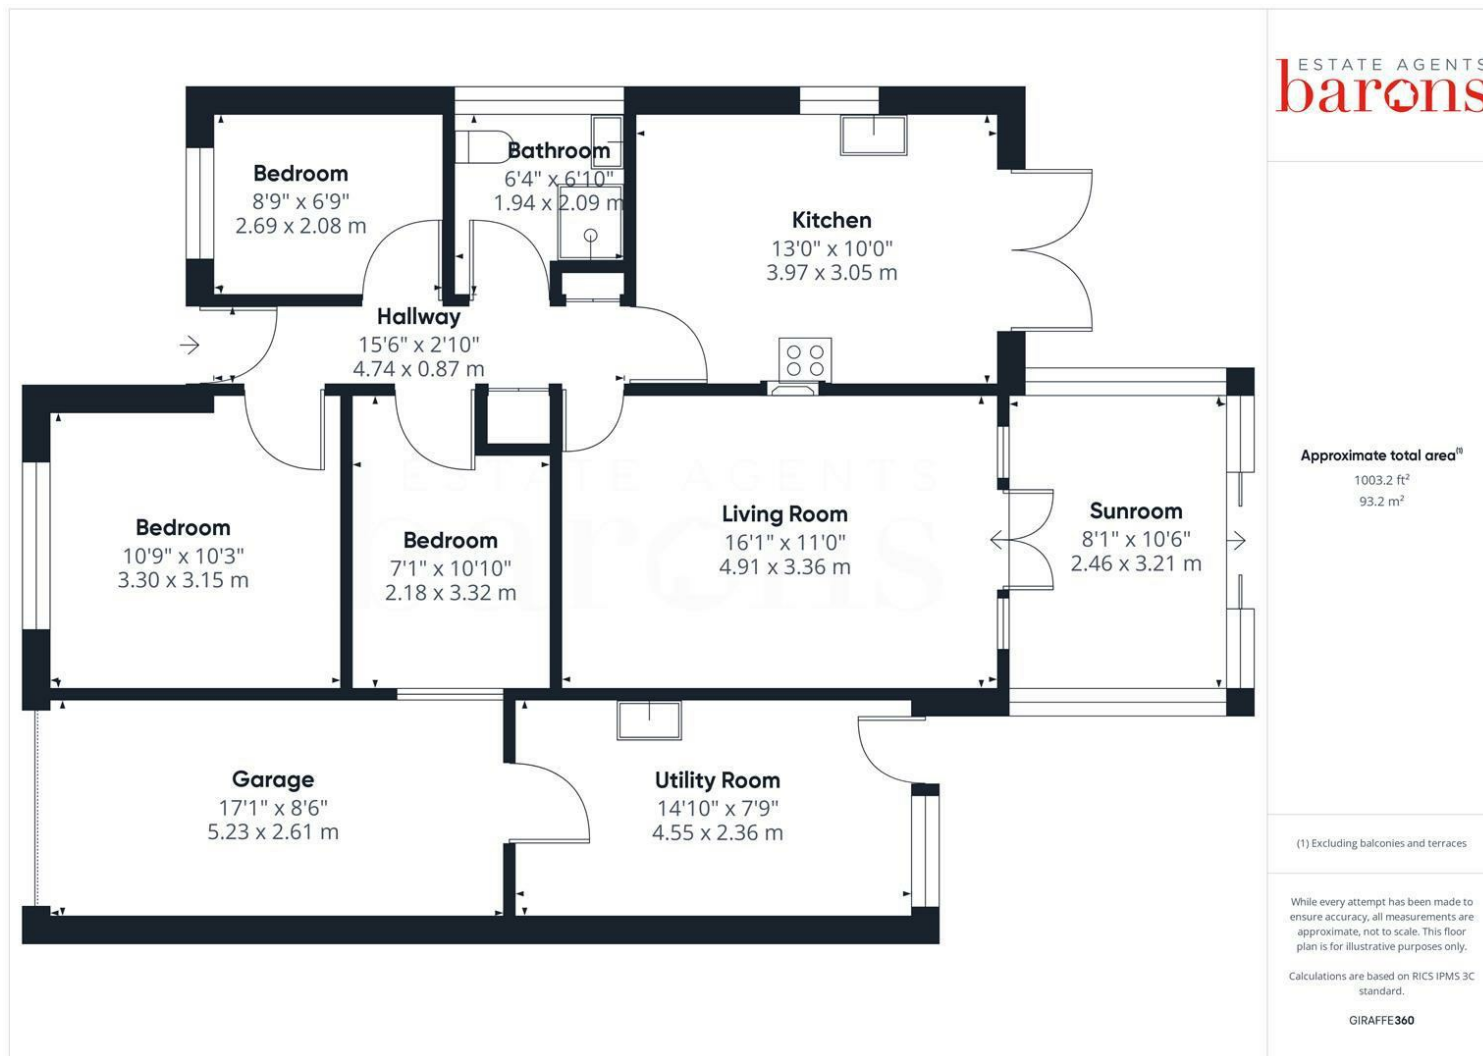 ESTATE AGENTS
barons
Bedroom
8'9" x 6'9"
2.69 x 2.08 m
Bathroom
6'4" x 6'10"
1.94 x 2.09 m
Kitchen
13'0" x 10'0"
3.97 x 3.05 m
Hallway
15'6" x 2'10"
4.74 x 0.87 m
Bedroom
10'9" x 10'3"
3.30 x 3.15 m
Bedroom
7'1" x 10'10"
2.18 x 3.32 m
ESTATE AGENTS
barons
Living Room
16'1" x 11'0"
4.91 x 3.36 m
Sunroom
8'1" x 10'6"
2.46 x 3.21 m
Garage
17'1" x 8'6"
5.23 x 2.61 m
Utility Room
14'10" x 7'9"
4.55 x 2.36 m
Approximate total area(1)
1003.2 ft²
93.2 m²
(1) Excluding balconies and terraces
While every attempt has been made to
ensure accuracy, all measurements are
approximate, not to scale. This floor
plan is for illustrative purposes only.
Calculations are based on RICS IPMS 3C
standard.
GIRAFFE360